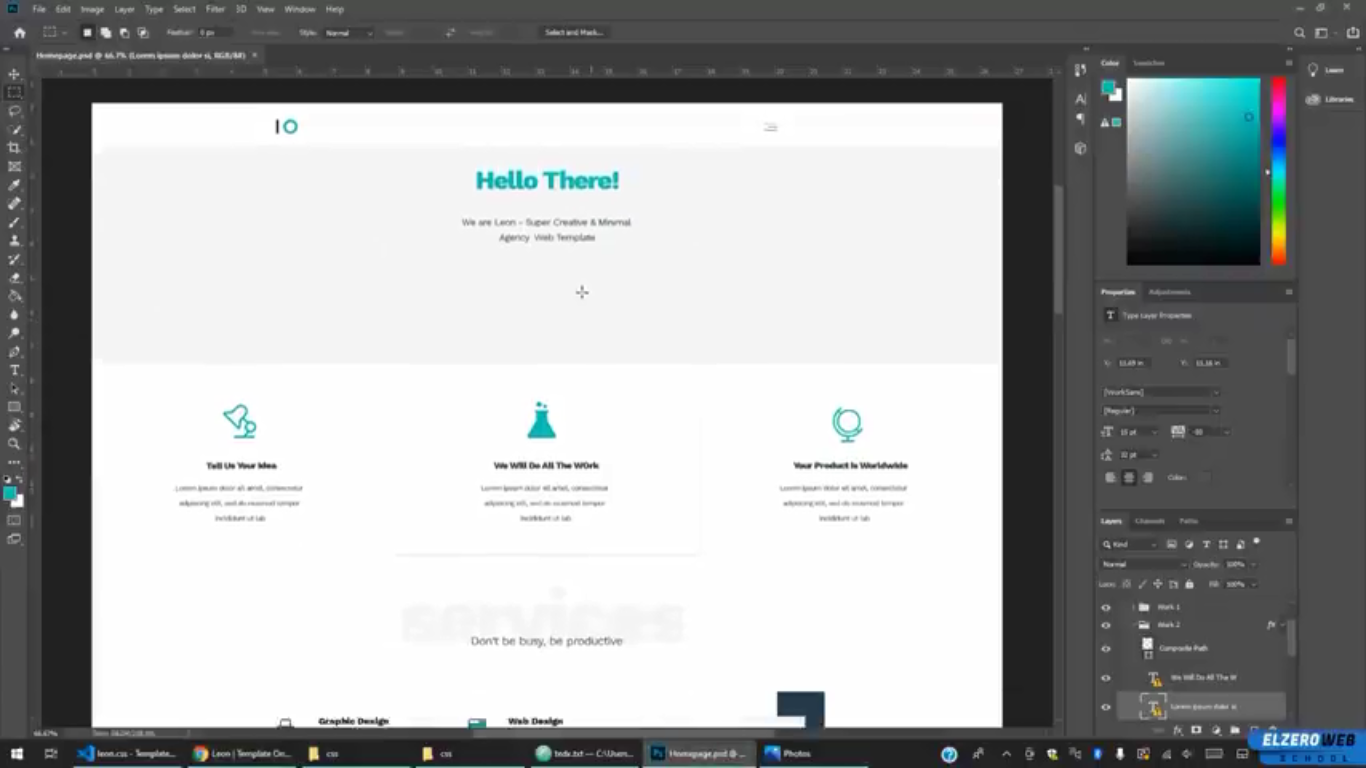 File Edit Image Layer Type Select Filter 3D View Window Help
Feather: 0 px Style: Normal Select and Mask...
Homepage.psd @ 66.7% (Lorem ipsum dolor si, RGB/8#)
Color Swatches
Learn
Libraries
Hello There!
We are Leon - Super Creative & Minimal
Agency Web Template
Tell Us Your Idea
We Will Do All The WOrk
Your Product is Worldwide
Lorem ipsum dolor sit amet, consectetur
adipiscing elit, sed do eiusmod tempor
incididunt ut lab
Lorem ipsum dolor sit amet, consectetur
adipiscing elit, sed do eiusmod tempor
incididunt ut lab
Lorem ipsum dolor sit amet, consectetur
adipiscing elit, sed do eiusmod tempor
incididunt ut lab
services
Don't be busy, be productive
Graphic Design Web Design
Properties Adjustments
Type Layer Properties
[WorkSans]
[Regular]
15 pt
32 pt
Color:
Layers Channels Paths
Kind
Normal Opacity: 100%
Lock: Fill: 100%
Work 1
Work 2
Composite Path
We Will Do All The W
Lorem ipsum dolor si
66.67%
leon.css - Template... Leon | Template On... css css Homepage.psd @ ... Photos
ELZERO WEB
SCHOOL